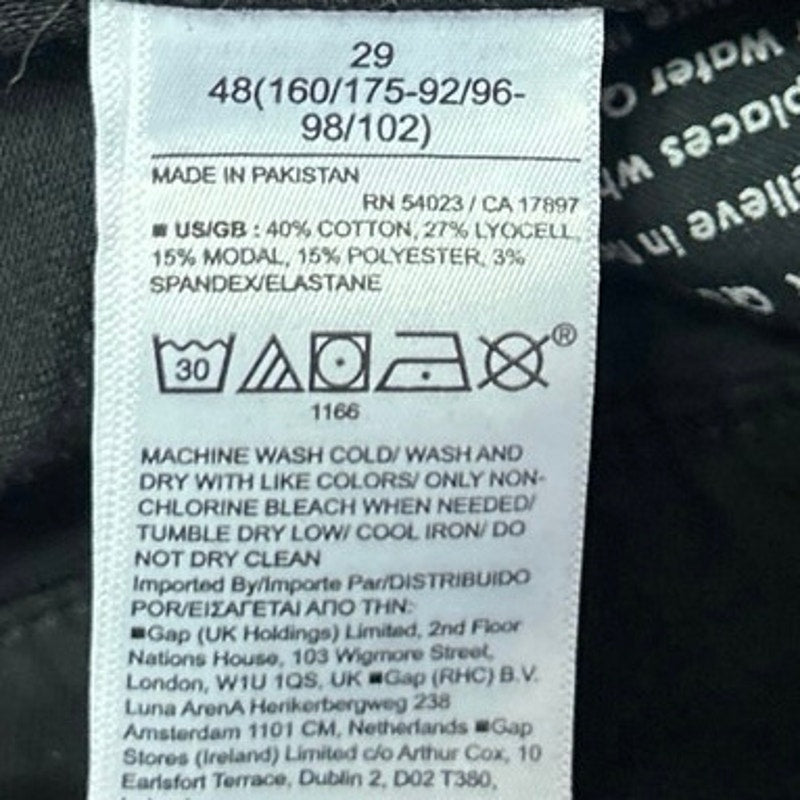 29
48(160/175-92/96-
98/102)
MADE IN PAKISTAN
RN 54023 / CA 17897
■ US/GB : 40% COTTON, 27% LYOCELL,
15% MODAL, 15% POLYESTER, 3%
SPANDEX/ELASTANE
30
®
1166
MACHINE WASH COLD/ WASH AND
DRY WITH LIKE COLORS/ ONLY NON-
CHLORINE BLEACH WHEN NEEDED/
TUMBLE DRY LOW/ COOL IRON/ DO
NOT DRY CLEAN
Imported By/Importe Par/DISTRIBUIDO
POR/ΕΙΣΑΓΕΤΑΙ ΑΠΟ ΤΗΝ:
■Gap (UK Holdings) Limited, 2nd Floor
Nations House, 103 Wigmore Street,
London, W1U 1QS, UK ■Gap (RHC) B.V.
Luna ArenA Herikerbergweg 238
Amsterdam 1101 CM, Netherlands ■Gap
Stores (Ireland) Limited c/o Arthur Cox, 10
Earlsfort Terrace, Dublin 2, D02 T380,
Water
places
in